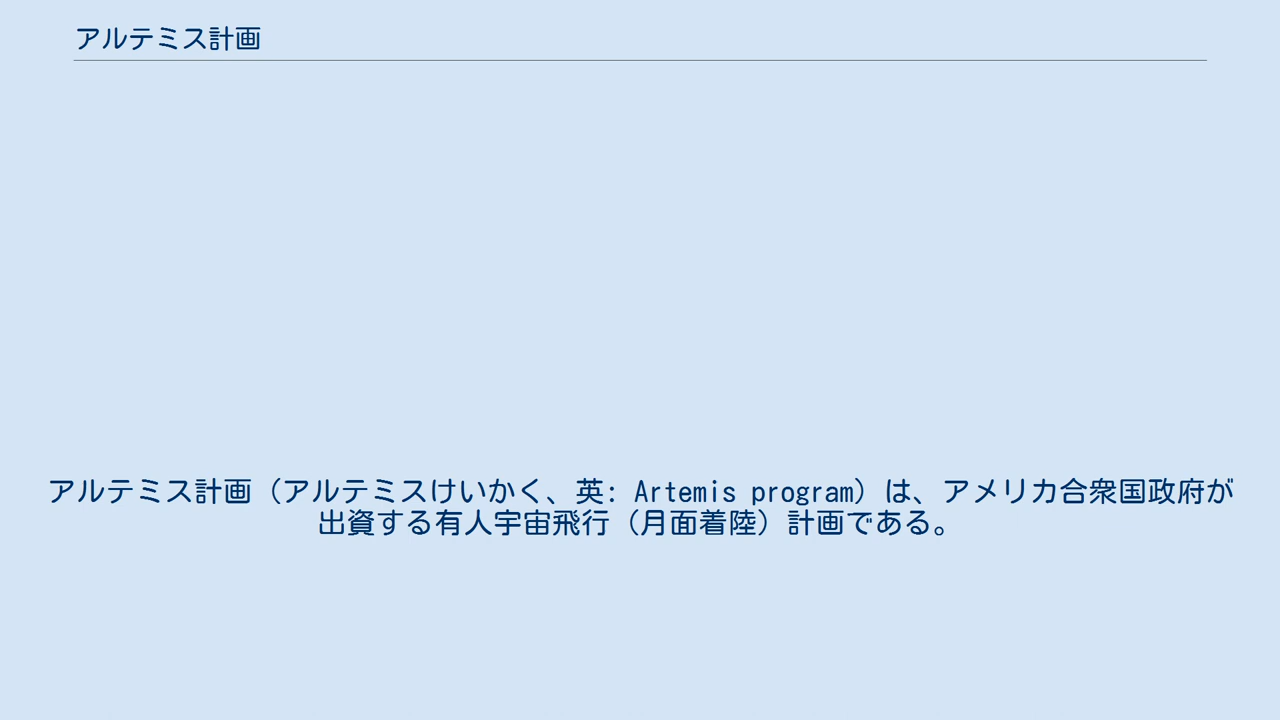 アルテミス計画
アルテミス計画（アルテミスけいかく、英: Artemis program）は、アメリカ合衆国政府が
出資する有人宇宙飛行（月面着陸）計画である。